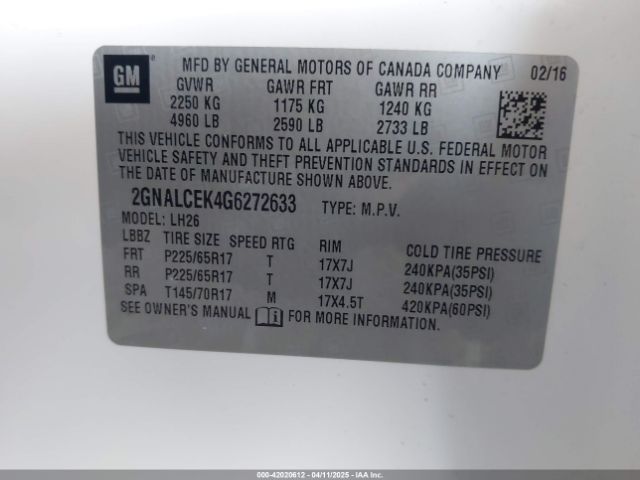 GM ®
MFD BY GENERAL MOTORS OF CANADA COMPANY 02/16
GVWR GAWR FRT GAWR RR
2250 KG 1175 KG 1240 KG
4960 LB 2590 LB 2733 LB
THIS VEHICLE CONFORMS TO ALL APPLICABLE U.S. FEDERAL MOTOR
VEHICLE SAFETY AND THEFT PREVENTION STANDARDS IN EFFECT ON
THE DATE OF MANUFACTURE SHOWN ABOVE.
2GNALCEK4G6272633 TYPE: M.P.V.
MODEL: LH26
LBBZ TIRE SIZE SPEED RTG RIM COLD TIRE PRESSURE
FRT P225/65R17 T 17X7J 240KPA(35PSI)
RR P225/65R17 T 17X7J 240KPA(35PSI)
SPA T145/70R17 M 17X4.5T 420KPA(60PSI)
SEE OWNER'S MANUAL i FOR MORE INFORMATION.
000-42020612 - 04/11/2025 - IAAI.COM